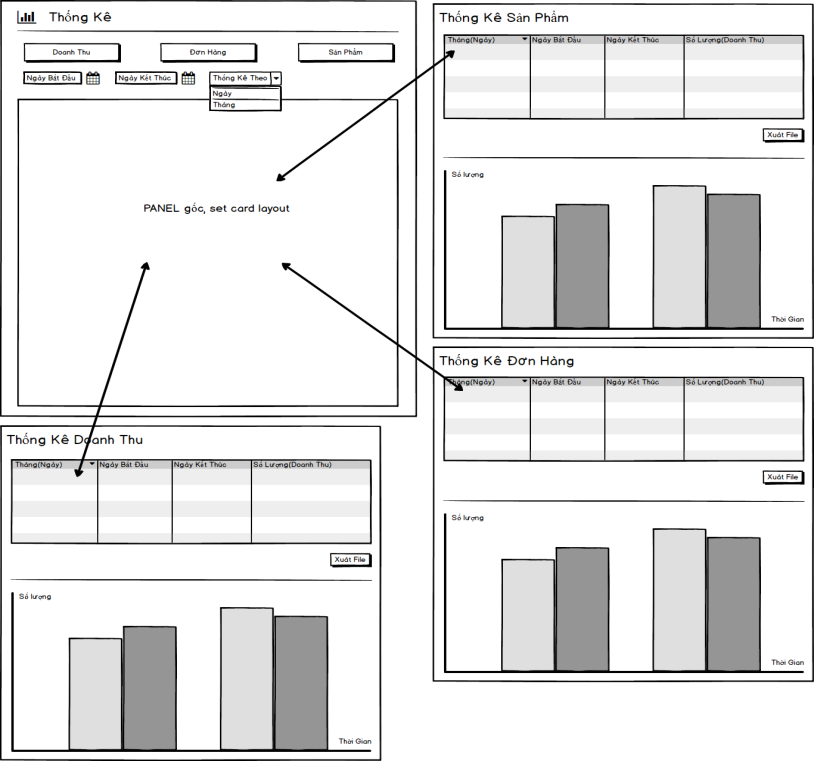 Thống Kê
Doanh Thu
Đơn Hàng
Sản Phẩm
Ngày Bắt Đầu
Ngày Kết Thúc
Thống Kê Theo
Ngày
Tháng
PANEL gốc, set card layout
Thống Kê Sản Phẩm
Tháng(Ngày) Ngày Bắt Đầu Ngày Kết Thúc Số Lượng(Doanh Thu)
Xuất File
Số lượng
Thời Gian
Thống Kê Đơn Hàng
Tháng(Ngày) Ngày Bắt Đầu Ngày Kết Thúc Số Lượng(Doanh Thu)
Xuất File
Số lượng
Thời Gian
Thống Kê Doanh Thu
Tháng(Ngày) Ngày Bắt Đầu Ngày Kết Thúc Số Lượng(Doanh Thu)
Xuất File
Số lượng
Thời Gian